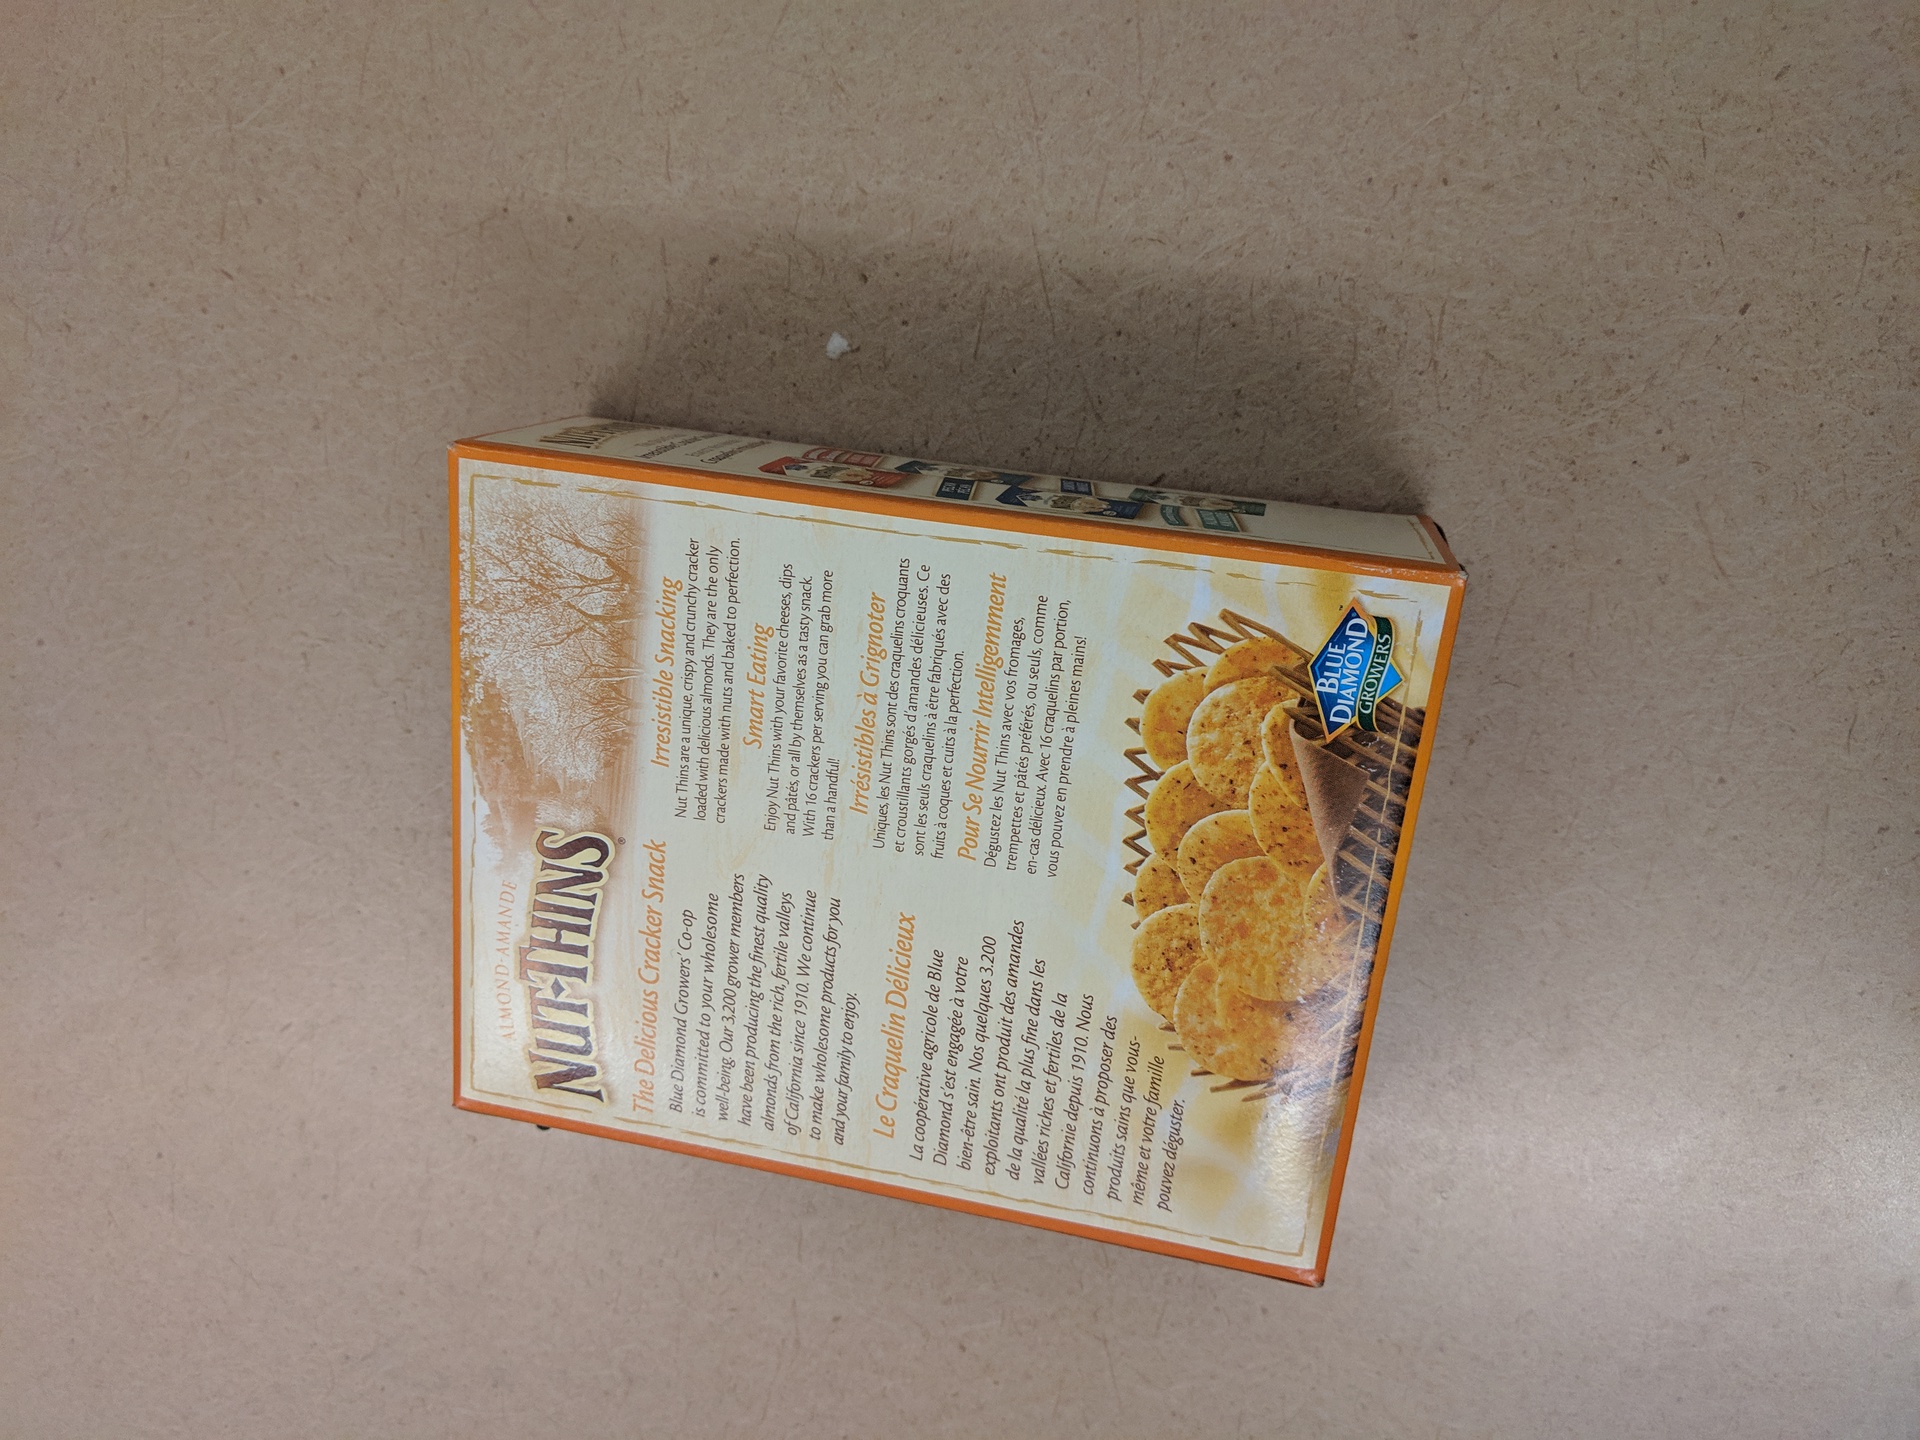 ALMOND-AMANDE
NUT-THINS
®
The Delicious Cracker Snack
Blue Diamond Growers' Co-op
is committed to your wholesome
well-being. Our 3,200 grower members
have been producing the finest quality
almonds from the rich, fertile valleys
of California since 1910. We continue
to make wholesome products for you
and your family to enjoy.
Le Craquelin Délicieux
La coopérative agricole de Blue
Diamond s'est engagée à votre
bien-être sain. Nos quelques 3.200
exploitants ont produit des amandes
de la qualité la plus fine dans les
vallées riches et fertiles de la
Californie depuis 1910. Nous
continuons à proposer des
produits sains que vous-
même et votre famille
pouvez déguster.
Irresistible Snacking
Nut Thins are a unique, crispy and crunchy cracker
loaded with delicious almonds. They are the only
crackers made with nuts and baked to perfection.
Smart Eating
Enjoy Nut Thins with your favorite cheeses, dips
and pâtés, or all by themselves as a tasty snack.
With 16 crackers per serving you can grab more
than a handful!
Irrésistibles à Grignoter
Uniques, les Nut Thins sont des craquelins croquants
et croustillants gorgés d'amandes délicieuses. Ce
sont les seuls craquelins à être fabriqués avec des
fruits à coques et cuits à la perfection.
Pour Se Nourrir Intelligemment
Dégustez les Nut Thins avec vos fromages,
trempettes et pâtés préférés, ou seuls, comme
en-cas délicieux. Avec 16 craquelins par portion,
vous pouvez en prendre à pleines mains!
BLUE
DIAMOND
GROWERS